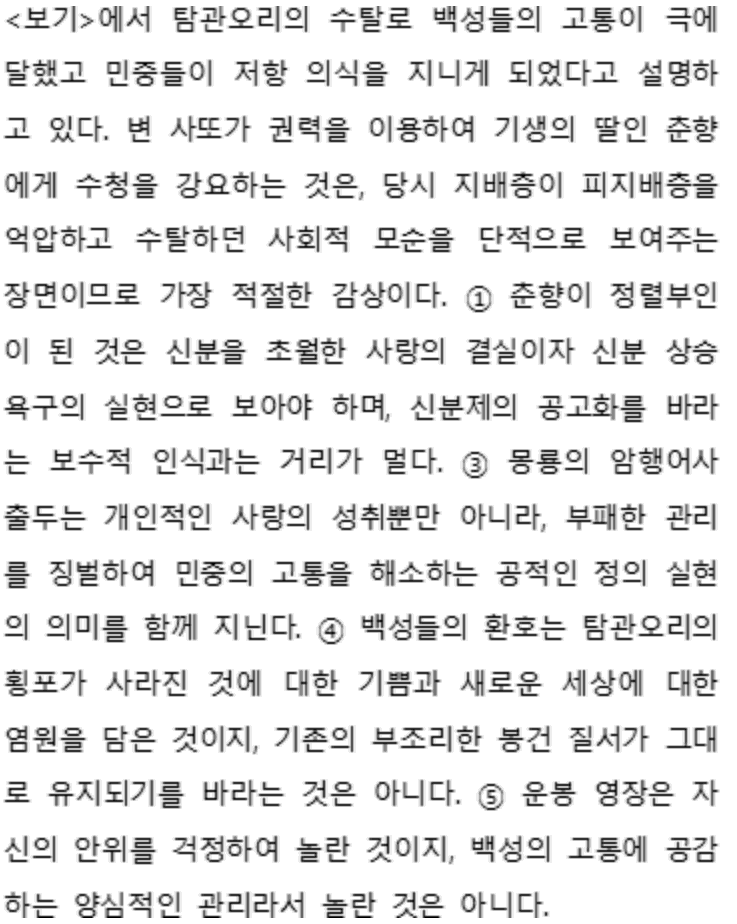 <보기>에서 탐관오리의 수탈로 백성들의 고통이 극에
달했고 민중들이 저항 의식을 지니게 되었다고 설명하
고 있다. 변 사또가 권력을 이용하여 기생의 딸인 춘향
에게 수청을 강요하는 것은, 당시 지배층이 피지배층을
억압하고 수탈하던 사회적 모순을 단적으로 보여주는
장면이므로 가장 적절한 감상이다. ① 춘향이 정렬부인
이 된 것은 신분을 초월한 사랑의 결실이자 신분 상승
욕구의 실현으로 보아야 하며, 신분제의 공고화를 바라
는 보수적 인식과는 거리가 멀다. ③ 몽룡의 암행어사
출두는 개인적인 사랑의 성취뿐만 아니라, 부패한 관리
를 징벌하여 민중의 고통을 해소하는 공적인 정의 실현
의 의미를 함께 지닌다. ④ 백성들의 환호는 탐관오리의
횡포가 사라진 것에 대한 기쁨과 새로운 세상에 대한
염원을 담은 것이지, 기존의 부조리한 봉건 질서가 그대
로 유지되기를 바라는 것은 아니다. ⑤ 운봉 영장은 자
신의 안위를 걱정하여 놀란 것이지, 백성의 고통에 공감
하는 양심적인 관리라서 놀란 것은 아니다.